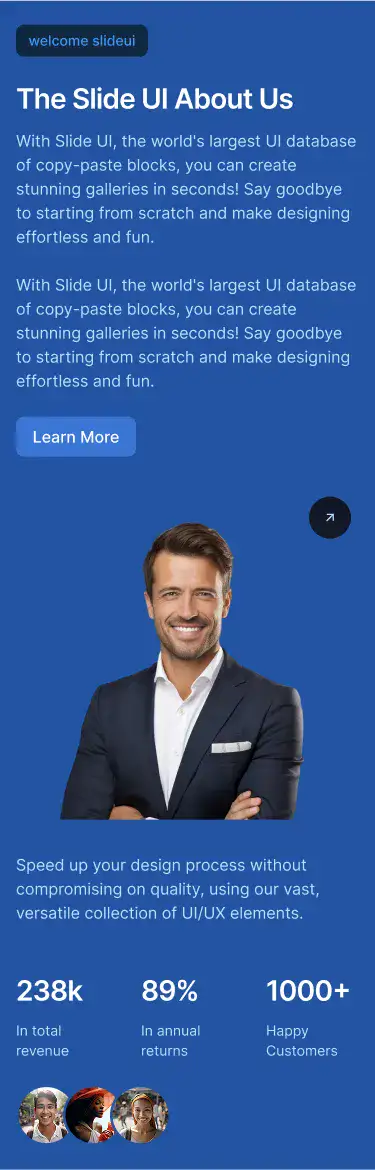 welcome slideui
The Slide UI About Us
With Slide UI, the world's largest UI database
of copy-paste blocks, you can create
stunning galleries in seconds! Say goodbye
to starting from scratch and make designing
effortless and fun.
With Slide UI, the world's largest UI database
of copy-paste blocks, you can create
stunning galleries in seconds! Say goodbye
to starting from scratch and make designing
effortless and fun.
Learn More
Speed up your design process without
compromising on quality, using our vast,
versatile collection of UI/UX elements.
238k
In total
revenue
89%
In annual
returns
1000+
Happy
Customers